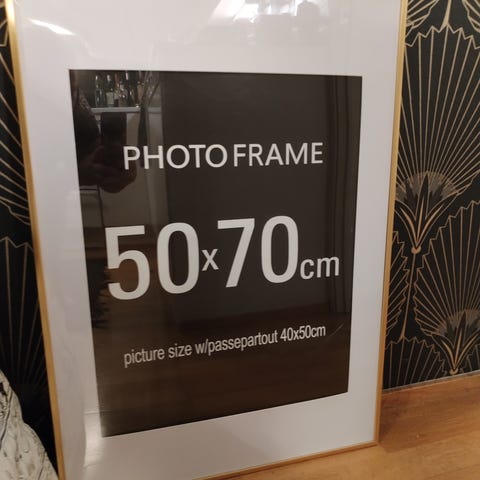 PHOTO FRAME
50x70cm
picture size w/passepartout 40x50cm